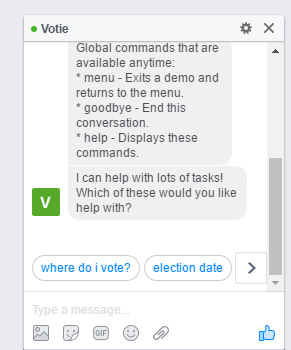 Votie
Global commands that are
available anytime:
* menu - Exits a demo and
returns to the menu.
* goodbye - End this
conversation.
* help - Displays these
commands.
I can help with lots of tasks!
Which of these would you like
help with?
V
where do i vote?
election date
Type a message...
GIF